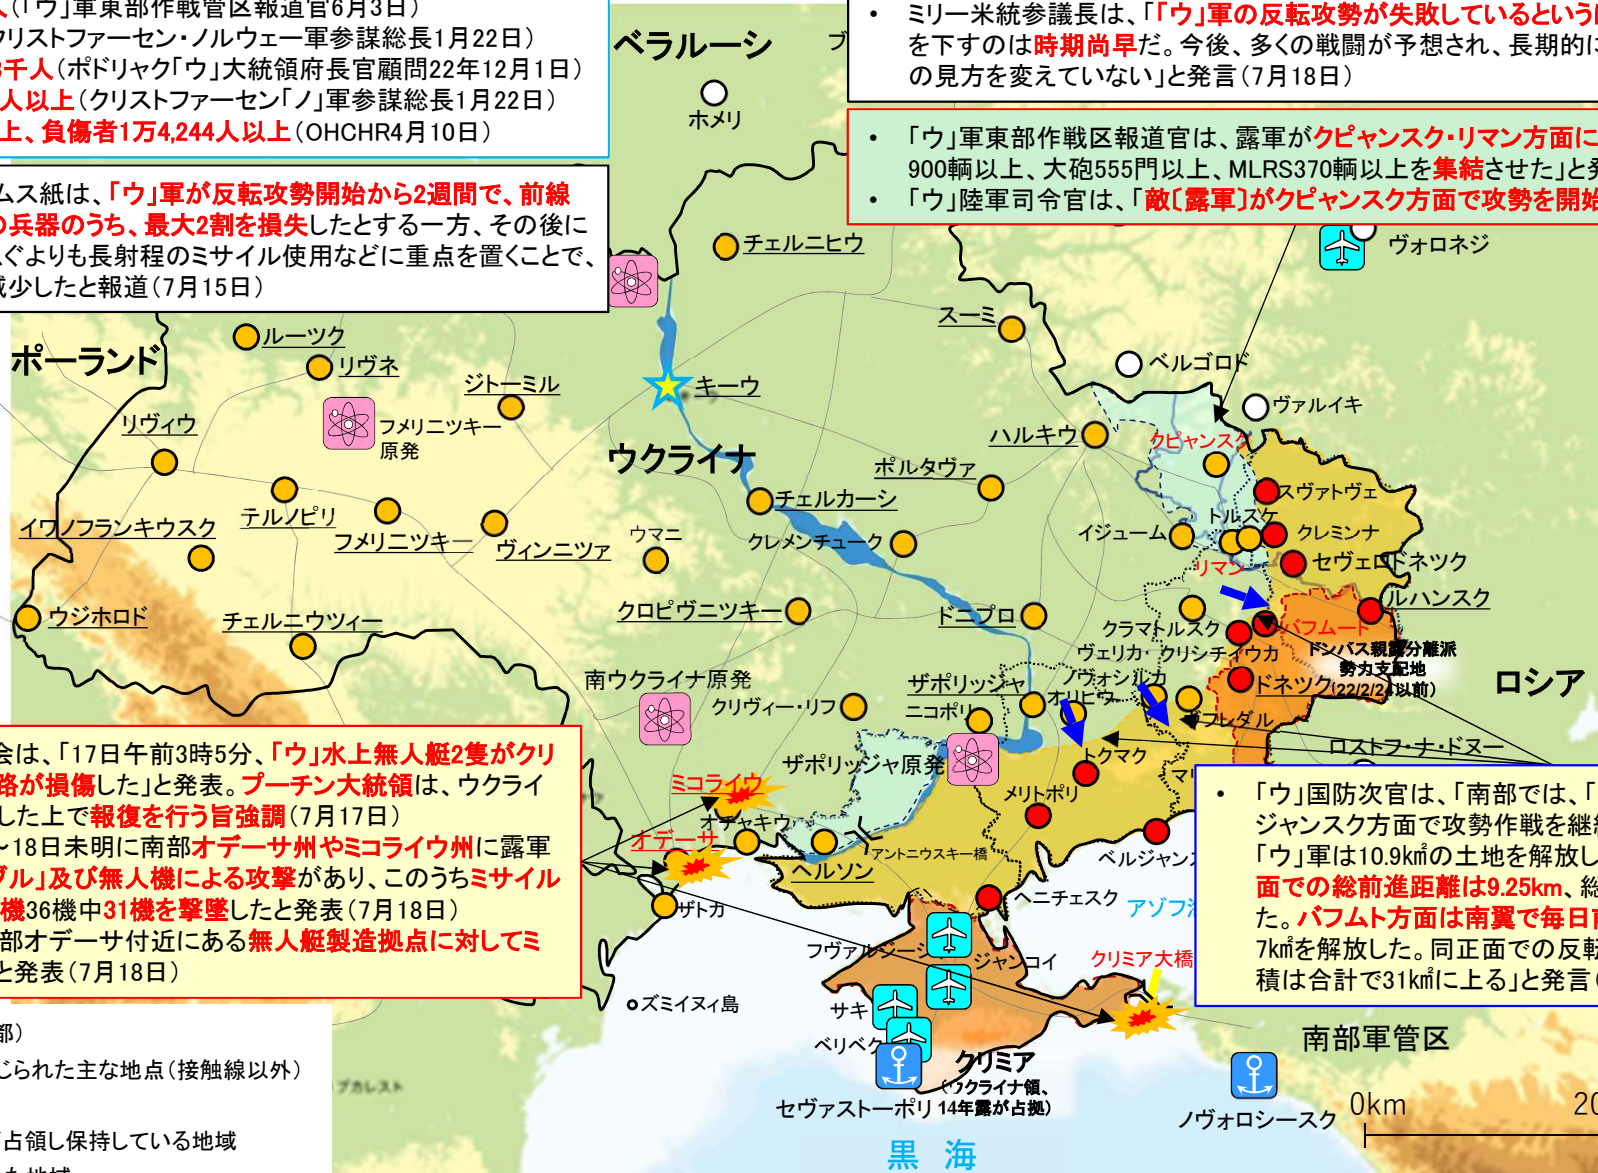 人(「ウ」軍東部作戦管区報道官6月3日)
クリストファーセン・ノルウェー軍参謀総長1月22日)
3千人(ポドリャク「ウ」大統領府長官顧問22年12月1日)
人以上(クリストファーセン「ノ」軍参謀総長1月22日)
上、負傷者1万4,244人以上(OHCHR4月10日)
ムス紙は、「ウ」軍が反転攻勢開始から2週間で、前線
の兵器のうち、最大2割を損失したとする一方、その後に
ぐよりも長射程のミサイル使用などに重点を置くことで、
減少したと報道(7月15日)
• ミリー米統参議長は、「「ウ」軍の反転攻勢が失敗しているという
を下すのは時期尚早だ。今後、多くの戦闘が予想され、長期的に
の見方を変えていない」と発言(7月18日)
• 「ウ」軍東部作戦区報道官は、露軍がクピャンスク・リマン方面に
900輌以上、大砲555門以上、MLRS370輌以上を集結させた」と
• 「ウ」陸軍司令官は、「敵〔露軍〕がクピャンスク方面で攻勢を開始
ベラルーシ
ブ
ホメリ
チェルニヒウ
ヴォロネジ
スーミ
ルーツク
リヴネ
ポーランド
ジトーミル
キーウ
ベルゴロド
ヴァルイキ
リヴィウ
フメリニツキー
原発
ハルキウ
クピャンスク
ウクライナ
ポルタヴァ
スヴァトヴェ
チェルカーシ
テルノピリ
イワノフランキウスク
フメリニツキー
ヴィンニツァ
ウマニ
クレメンチューク
イジューム
トルスケ
クレミンナ
リマン
セヴェロドネツク
ウジホロド
チェルニウツィー
クロピヴニツキー
ドニプロ
ルハンスク
クラマトルスク
バフムート
ヴェリカ・
クリシチイウカ
ドンバス親露分離派
勢力支配地
(22/2/24以前)
南ウクライナ原発
ザポリッジャ
ノヴォシルカ
オリヒウ
ドネツク
ロシア
クリヴィー・リフ
ニコポリ
ヴフレダル
ロストフ・ナ・ドヌー
ザポリッジャ原発
トクマク
マリ
ミコライウ
メリトポリ
オチャキウ
オデーサ
アントニウスキー橋
ベルジャンス
ヘルソン
ザトカ
ヘニチェスク
アゾフ海
会は、「17日午前3時5分、「ウ」水上無人艇2隻がクリ
路が損傷した」と発表。プーチン大統領は、ウクライ
した上で報復を行う旨強調(7月17日)
~18日未明に南部オデーサ州やミコライウ州に露軍
ブル」及び無人機による攻撃があり、このうちミサイル
機36機中31機を撃墜したと発表(7月18日)
部オデーサ付近にある無人艇製造拠点に対してミ
と発表(7月18日)
• 「ウ」国防次官は、「南部では、「
ジャンスク方面で攻勢作戦を継
「ウ」軍は10.9㎢の土地を解放し
面での総前進距離は9.25km、総
た。バフムト方面は南翼で毎日前
7㎢を解放した。同正面での反転
積は合計で31㎢に上る」と発言(
フヴァルジーシ
ジャンコイ
クリミア大橋
ズミイヌィ島
サキ
ベリベク
クリミア
(ウクライナ領、
14年露が占拠)
セヴァストーポリ
南部軍管区
ノヴォロシースク
0km
20
黒 海
ブカレスト
部)
じられた主な地点(接触線以外)
占領し保持している地域